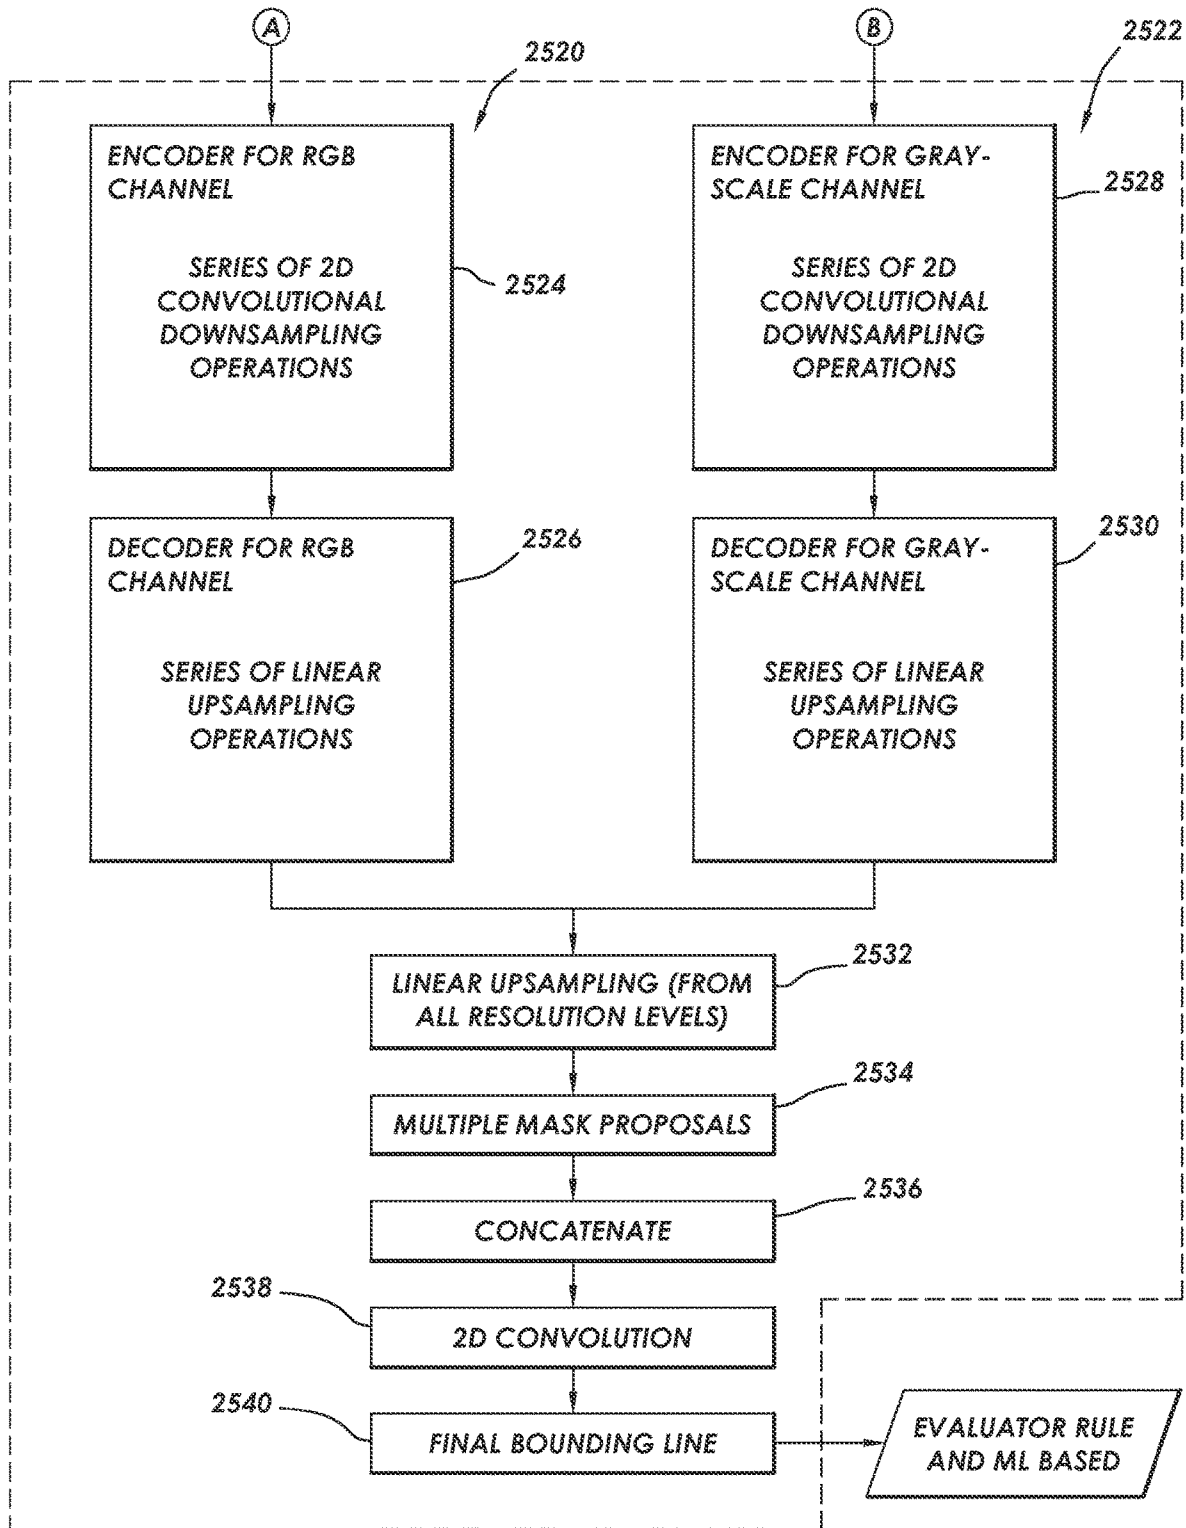 A
B
2520
2522
ENCODER FOR RGB
CHANNEL
SERIES OF 2D
CONVOLUTIONAL
DOWNSAMPLING
OPERATIONS
2524
ENCODER FOR GRAY-
SCALE CHANNEL
SERIES OF 2D
CONVOLUTIONAL
DOWNSAMPLING
OPERATIONS
2528
DECODER FOR RGB
CHANNEL
SERIES OF LINEAR
UPSAMPLING
OPERATIONS
2526
DECODER FOR GRAY-
SCALE CHANNEL
SERIES OF LINEAR
UPSAMPLING
OPERATIONS
2530
LINEAR UPSAMPLING (FROM
ALL RESOLUTION LEVELS)
2532
MULTIPLE MASK PROPOSALS
2534
CONCATENATE
2536
2538
2D CONVOLUTION
2540
FINAL BOUNDING LINE
EVALUATOR RULE
AND ML BASED